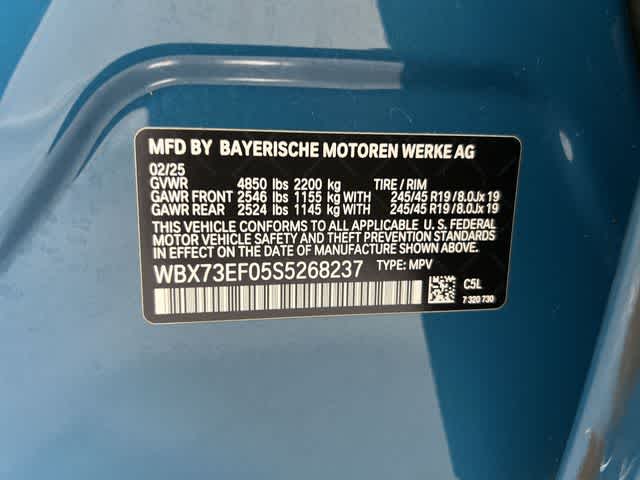 MFD BY BAYERISCHE MOTOREN WERKE AG
02/25
GVWR 4850 lbs 2200 kg TIRE / RIM
GAWR FRONT 2546 lbs 1155 kg WITH 245/45 R19 /8.0Jx 19
GAWR REAR 2524 lbs 1145 kg WITH 245/45 R19 /8.0Jx 19
THIS VEHICLE CONFORMS TO ALL APPLICABLE U. S. FEDERAL
MOTOR VEHICLE SAFETY AND THEFT PREVENTION STANDARDS
IN EFFECT ON THE DATE OF MANUFACTURE SHOWN ABOVE.
WBX73EF05S5268237 TYPE: MPV
C5L
7 320 730